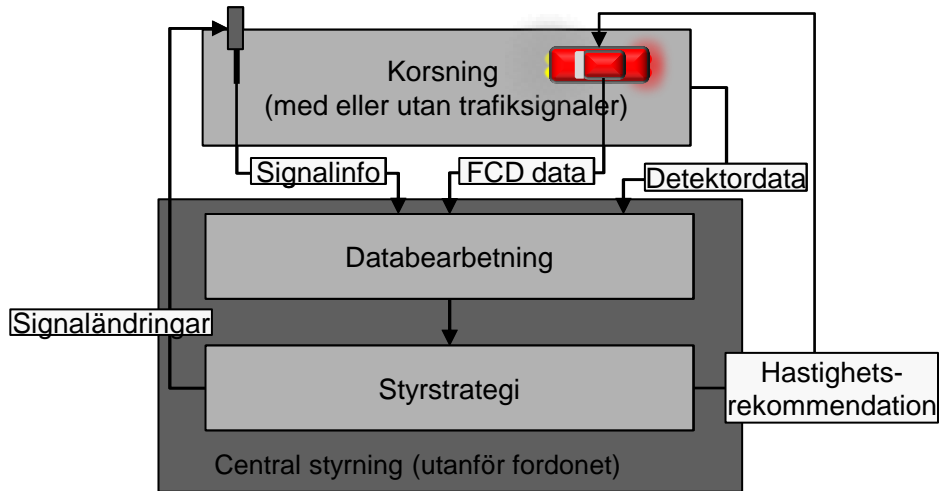 Korsning
(med eller utan trafiksignaler)
Signalinfo
FCD data
Detektordata
Databearbetning
Signaländringar
Styrstrategi
Hastighets-
rekommendation
Central styrning (utanför fordonet)